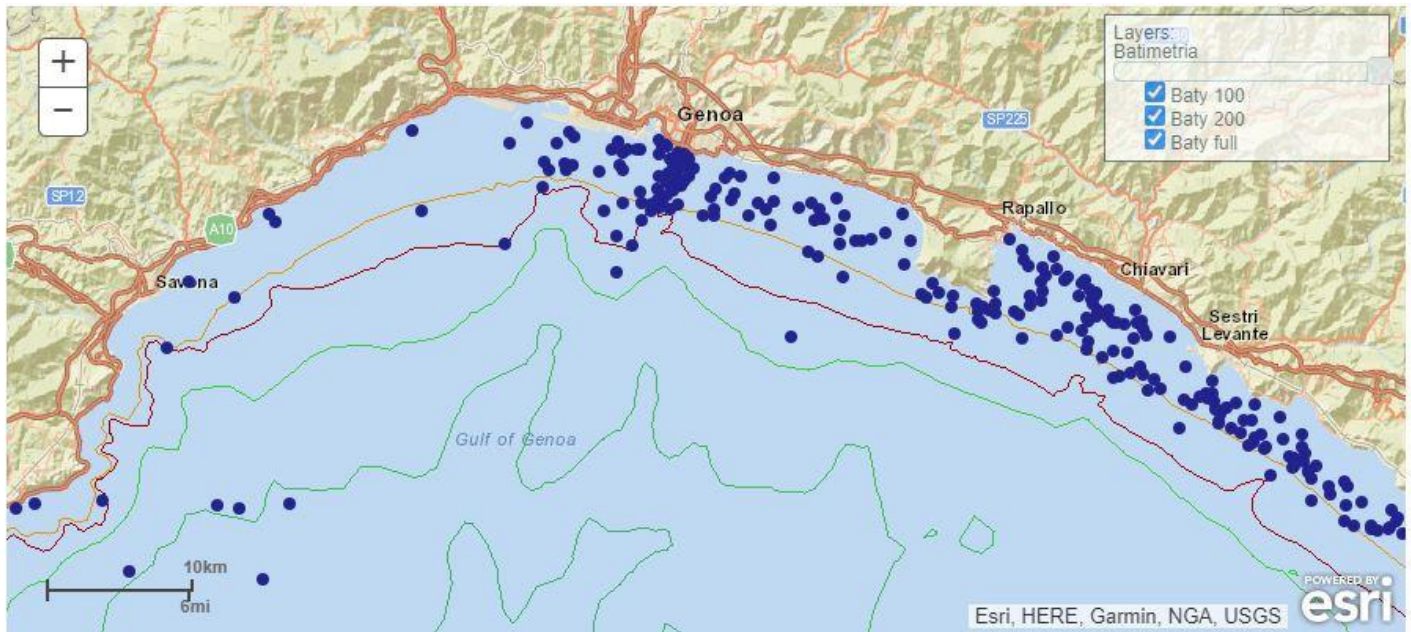 +
−
Layers:
Batimetria
Baty 100
Baty 200
Baty full
Genoa
SP225
SP12
A10
Rapallo
Savona
Chiavari
Sestri
Levante
Gulf of Genoa
10km
6mi
Esri, HERE, Garmin, NGA, USGS
POWERED BY
esri